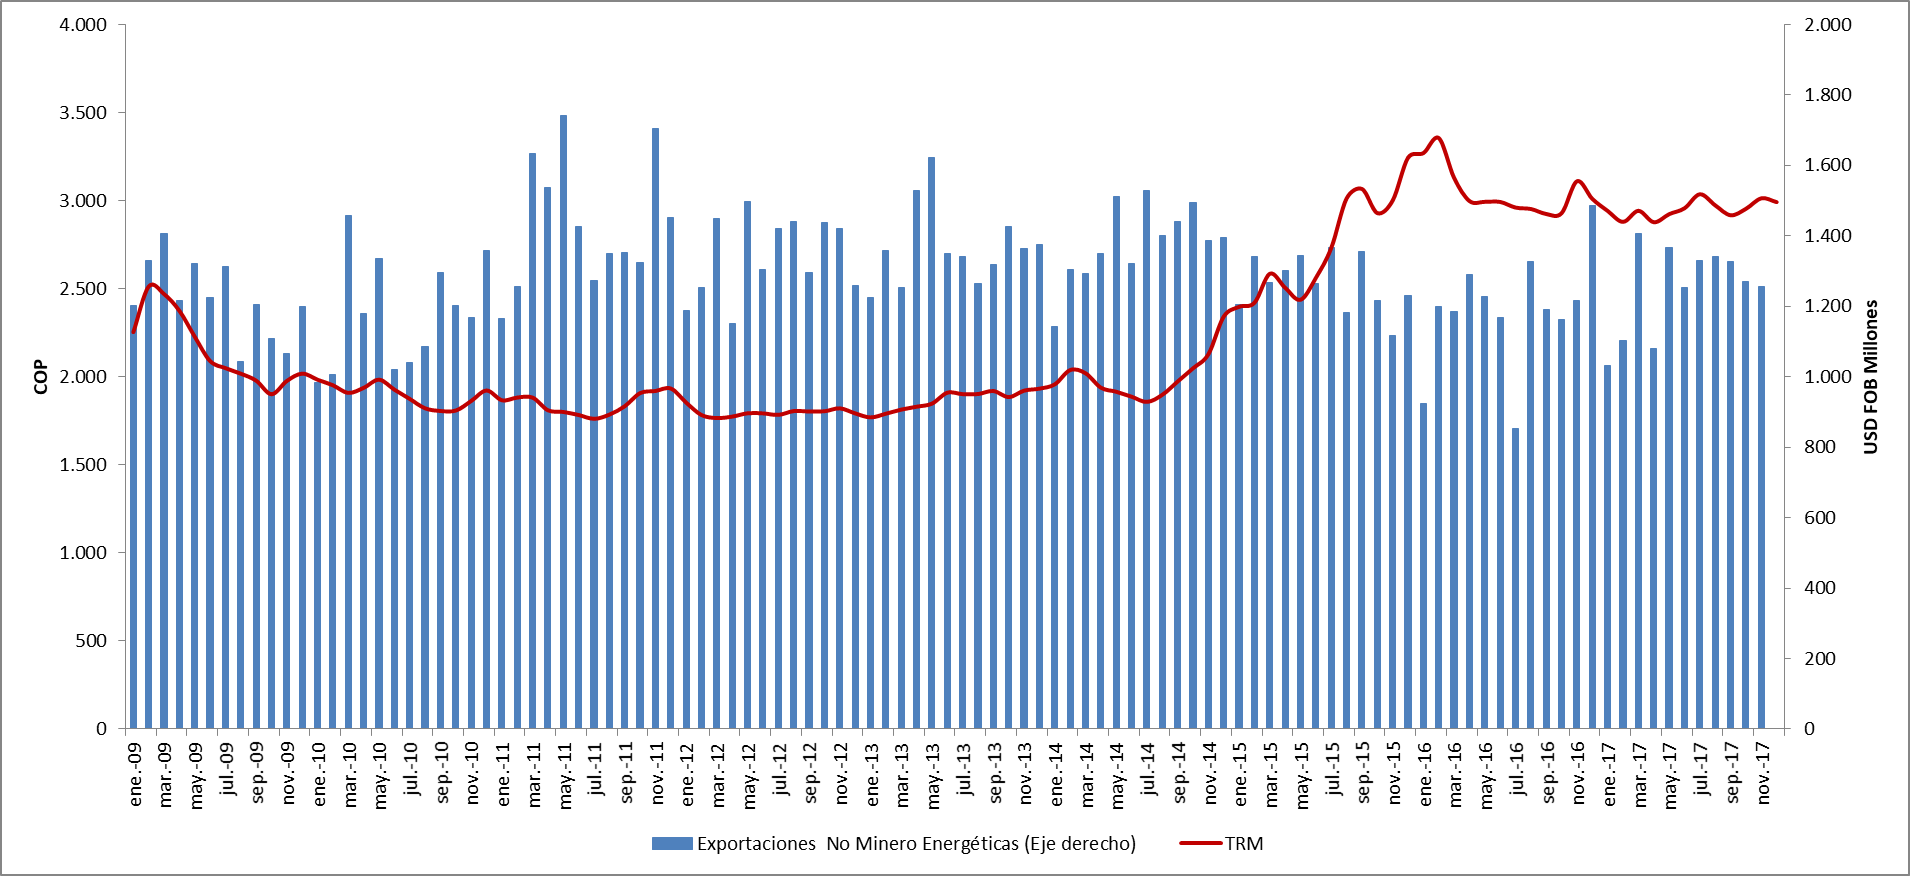 4.000
3.500
3.000
2.500
2.000
1.500
1.000
500
0
COP
2.000
1.800
1.600
1.400
1.200
1.000
800
600
400
200
0
USD FOB Millones
ene.-09
mar.-09
may.-09
jul.-09
sep.-09
nov.-09
ene.-10
mar.-10
may.-10
jul.-10
sep.-10
nov.-10
ene.-11
mar.-11
may.-11
jul.-11
sep.-11
nov.-11
ene.-12
mar.-12
may.-12
jul.-12
sep.-12
nov.-12
ene.-13
mar.-13
may.-13
jul.-13
sep.-13
nov.-13
ene.-14
mar.-14
may.-14
jul.-14
sep.-14
nov.-14
ene.-15
mar.-15
may.-15
jul.-15
sep.-15
nov.-15
ene.-16
mar.-16
may.-16
jul.-16
sep.-16
nov.-16
ene.-17
mar.-17
may.-17
jul.-17
sep.-17
nov.-17
Exportaciones  No Minero Energéticas (Eje derecho)
TRM